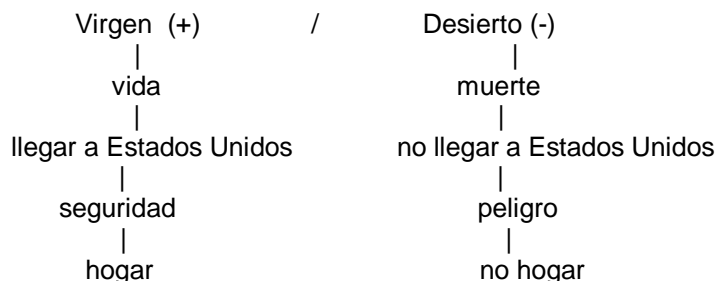 Virgen (+) / Desierto (-)
| |
vida muerte
| |
llegar a Estados Unidos no llegar a Estados Unidos
| |
seguridad peligro
| |
hogar no hogar